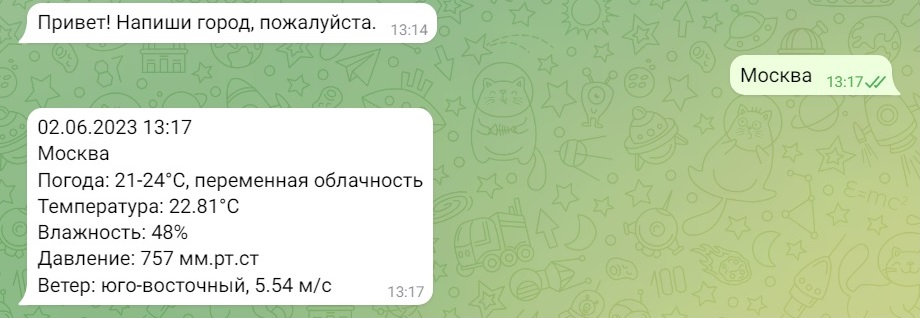 Привет! Напиши город, пожалуйста.
13:14
Москва
13:17
02.06.2023 13:17
Москва
Погода: 21-24°C, переменная облачность
Температура: 22.81°C
Влажность: 48%
Давление: 757 мм.рт.ст
Ветер: юго-восточный, 5.54 м/с
13:17